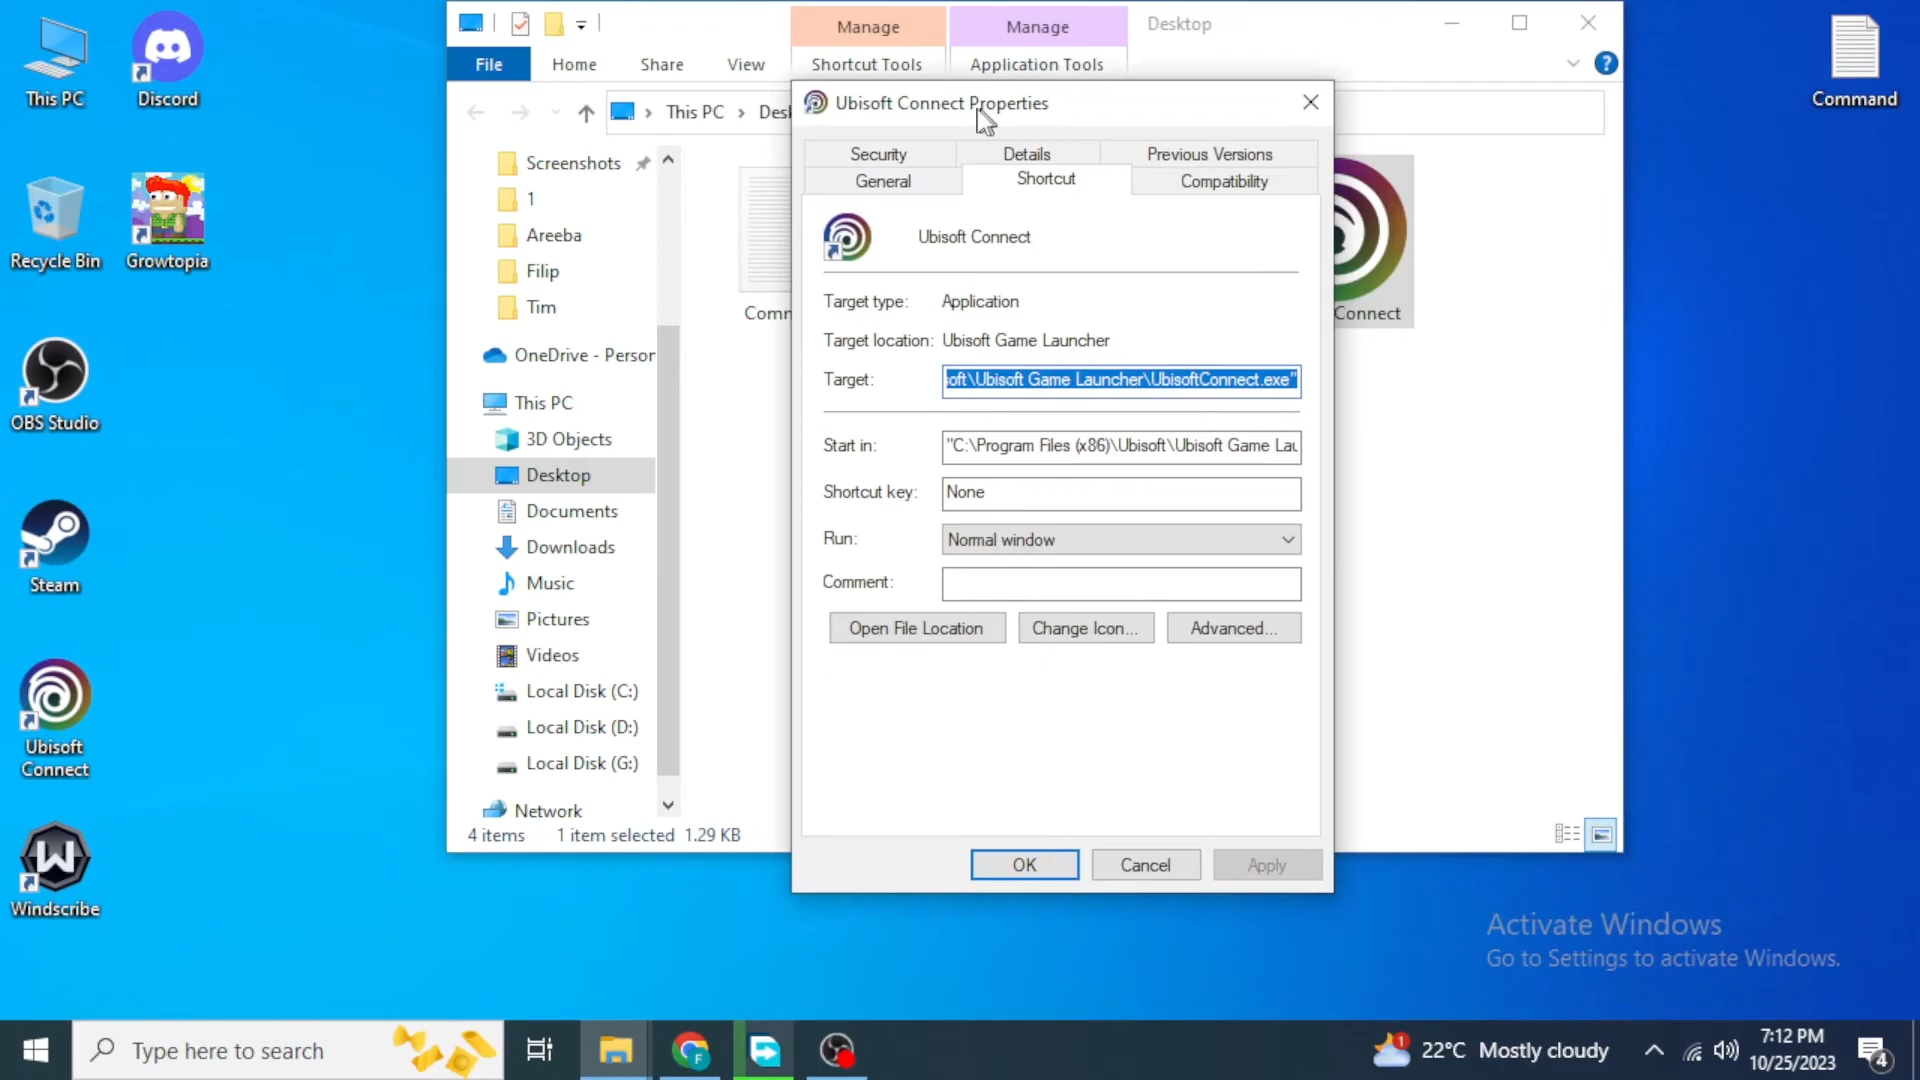 This PC
Discord
Recycle Bin
Growtopia
OBS Studio
Steam
Ubisoft
Connect
Windscribe
Manage
Manage
Desktop
File
Home
Share
View
Shortcut Tools
Application Tools
This PC
Screenshots
1
Areeba
Filip
Tim
OneDrive - Person
This PC
3D Objects
Desktop
Documents
Downloads
Music
Pictures
Videos
Local Disk (C:)
Local Disk (D:)
Local Disk (G:)
Network
4 items 1 item selected 1.29 KB
Connect
Ubisoft Connect Properties
Security
Details
Previous Versions
General
Shortcut
Compatibility
Ubisoft Connect
Target type: Application
Target location: Ubisoft Game Launcher
Target: soft\Ubisoft Game Launcher\UbisoftConnect.exe"
Start in: "C:\Program Files (x86)\Ubisoft\Ubisoft Game Lau
Shortcut key: None
Run: Normal window
Comment:
Open File Location
Change Icon...
Advanced...
OK
Cancel
Apply
Command
Activate Windows
Go to Settings to activate Windows.
Type here to search
1
22°C Mostly cloudy
7:12 PM
10/25/2023
4